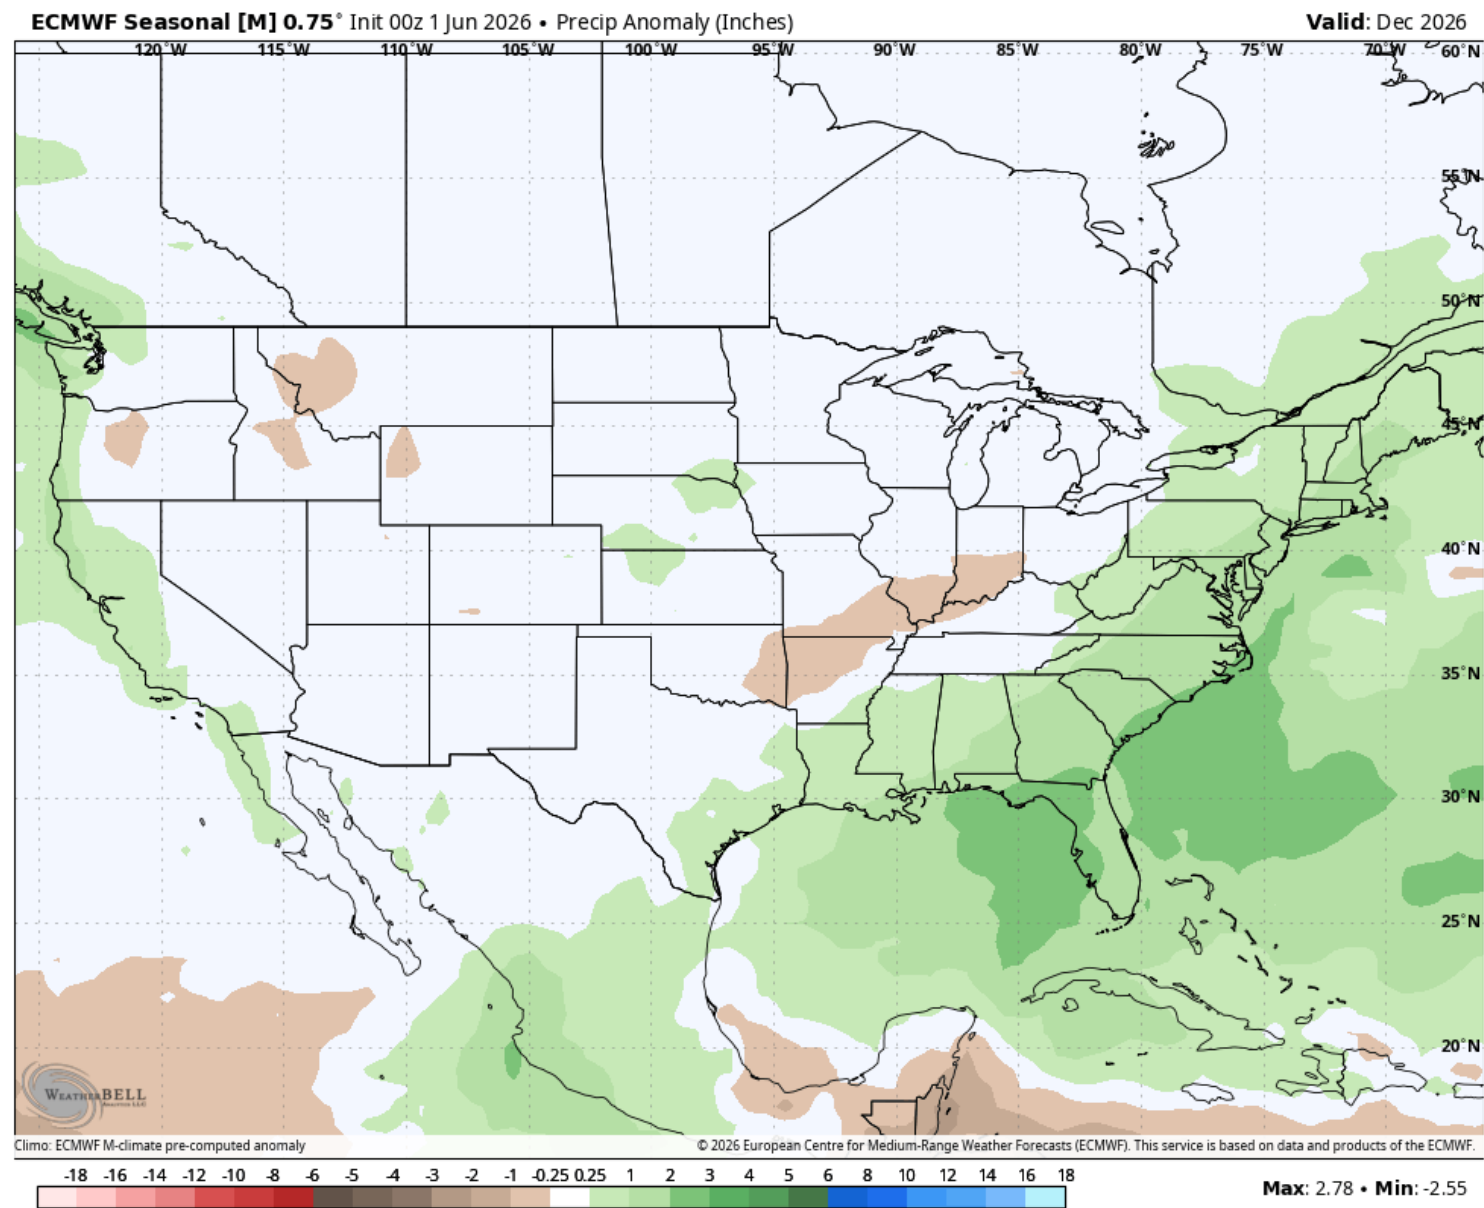 ECMWF Seasonal [M] 0.75° Init 00z 1 Jun 2026 • Precip Anomaly (Inches) Valid: Dec 2026
120°W 115°W 110°W 105°W 100°W 95°W 90°W 85°W 80°W 75°W 70°W 60°N
55°N
50°N
45°N
40°N
35°N
30°N
25°N
20°N
WEATHERBELL
ANALYTICS LLC
Climo: ECMWF M-climate pre-computed anomaly © 2026 European Centre for Medium-Range Weather Forecasts (ECMWF). This service is based on data and products of the ECMWF.
-18 -16 -14 -12 -10 -8 -6 -5 -4 -3 -2 -1 -0.25 0.25 1 2 3 4 5 6 8 10 12 14 16 18
Max: 2.78 • Min: -2.55